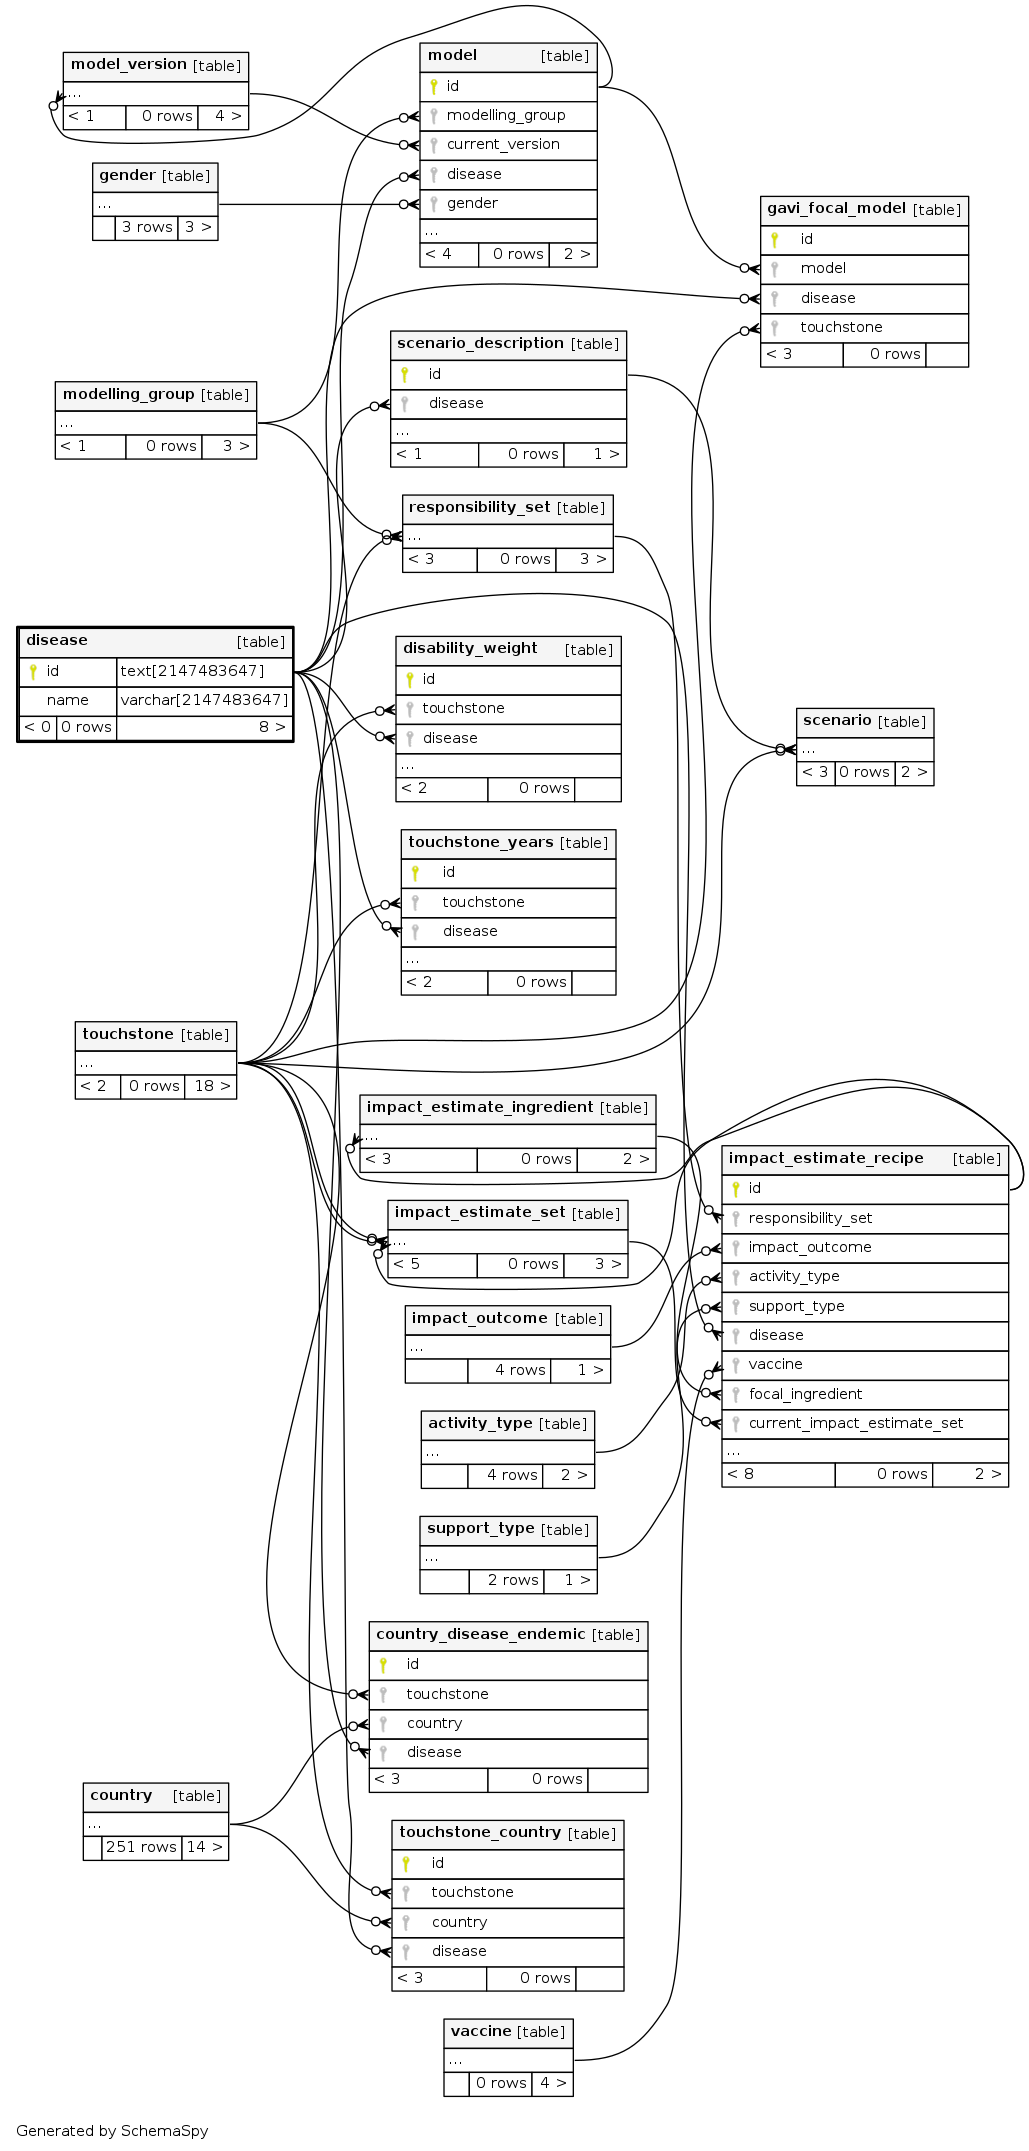 model_version [table]
...
< 1 0 rows 4 >
gender [table]
...
3 rows 3 >
model [table]
id
modelling_group
current_version
disease
gender
...
< 4 0 rows 2 >
gavi_focal_model [table]
id
model
disease
touchstone
< 3 0 rows
scenario_description [table]
id
disease
...
< 1 0 rows 1 >
modelling_group [table]
...
< 1 0 rows 3 >
responsibility_set [table]
...
< 3 0 rows 3 >
disease [table]
id text[2147483647]
name varchar[2147483647]
< 0 0 rows 8 >
disability_weight [table]
id
touchstone
disease
...
< 2 0 rows
scenario [table]
...
< 3 0 rows 2 >
touchstone_years [table]
id
touchstone
disease
...
< 2 0 rows
touchstone [table]
...
< 2 0 rows 18 >
impact_estimate_ingredient [table]
...
< 3 0 rows 2 >
impact_estimate_set [table]
...
< 5 0 rows 3 >
impact_estimate_recipe [table]
id
responsibility_set
impact_outcome
activity_type
support_type
disease
vaccine
focal_ingredient
current_impact_estimate_set
...
< 8 0 rows 2 >
impact_outcome [table]
...
4 rows 1 >
activity_type [table]
...
4 rows 2 >
support_type [table]
...
2 rows 1 >
country_disease_endemic [table]
id
touchstone
country
disease
< 3 0 rows
country [table]
...
251 rows 14 >
touchstone_country [table]
id
touchstone
country
disease
< 3 0 rows
vaccine [table]
...
0 rows 4 >
Generated by SchemaSpy